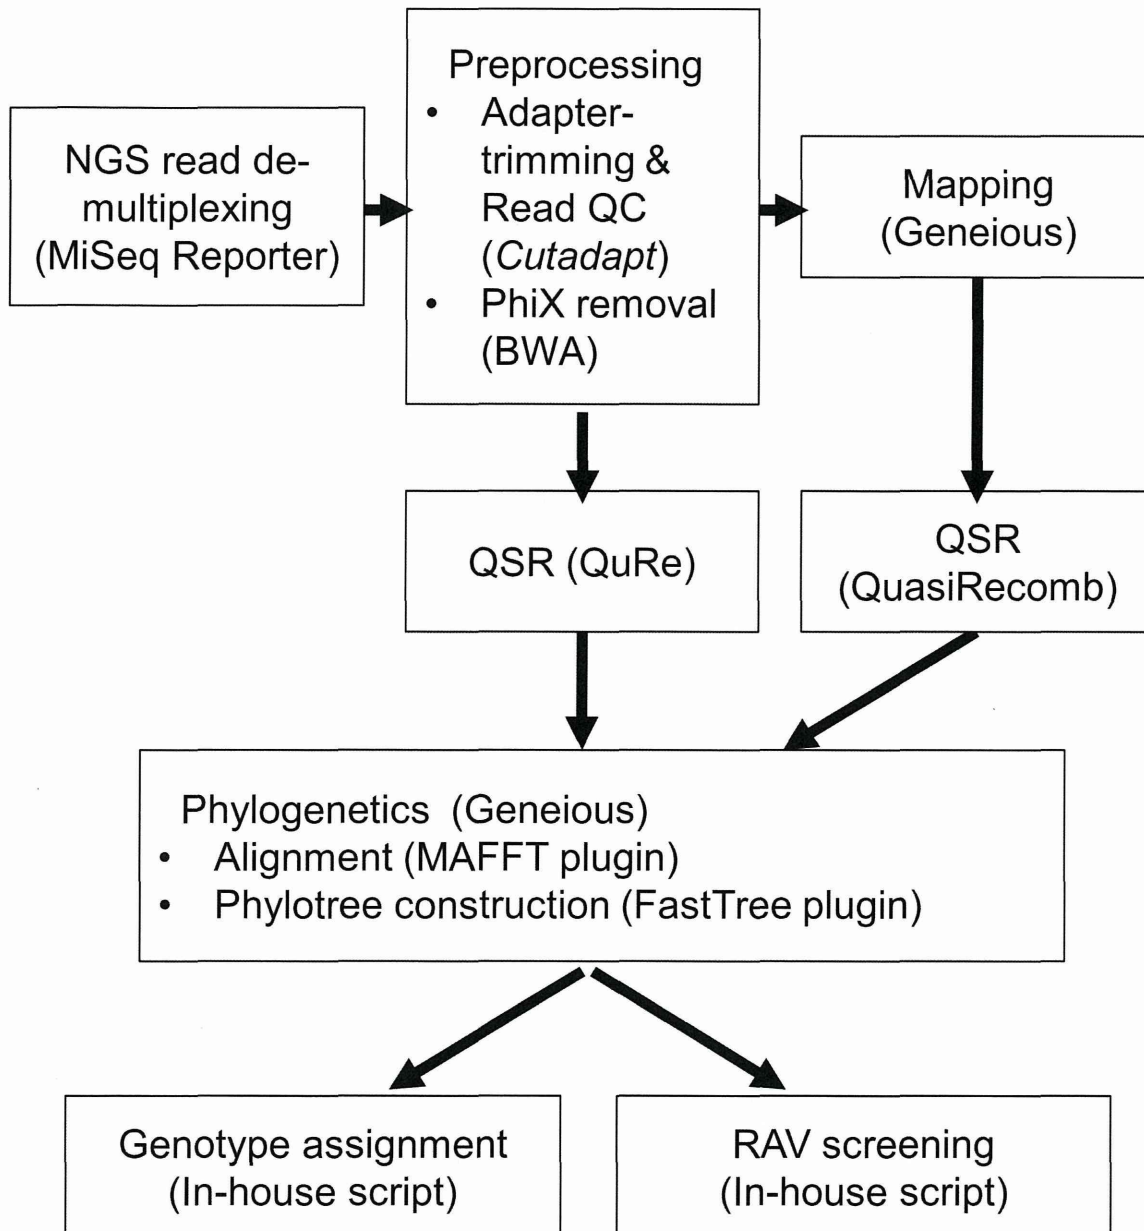 NGS read de-
multiplexing
(MiSeq Reporter)
Preprocessing
• Adapter-
trimming &
Read QC
(Cutadapt)
• PhiX removal
(BWA)
Mapping
(Geneious)
QSR (QuRe)
QSR
(QuasiRecomb)
Phylogenetics (Geneious)
• Alignment (MAFFT plugin)
• Phylotree construction (FastTree plugin)
Genotype assignment
(In-house script)
RAV screening
(In-house script)